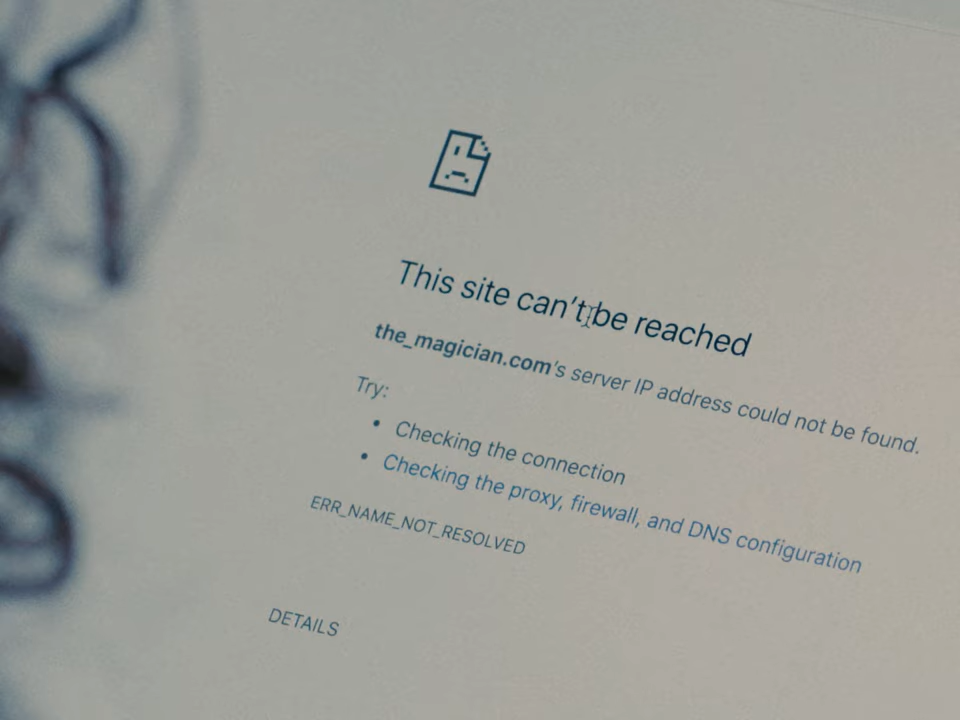 This site can't be reached
the_magician.com's server IP address could not be found.
Try:
• Checking the connection
• Checking the proxy, firewall, and DNS configuration
ERR_NAME_NOT_RESOLVED
DETAILS